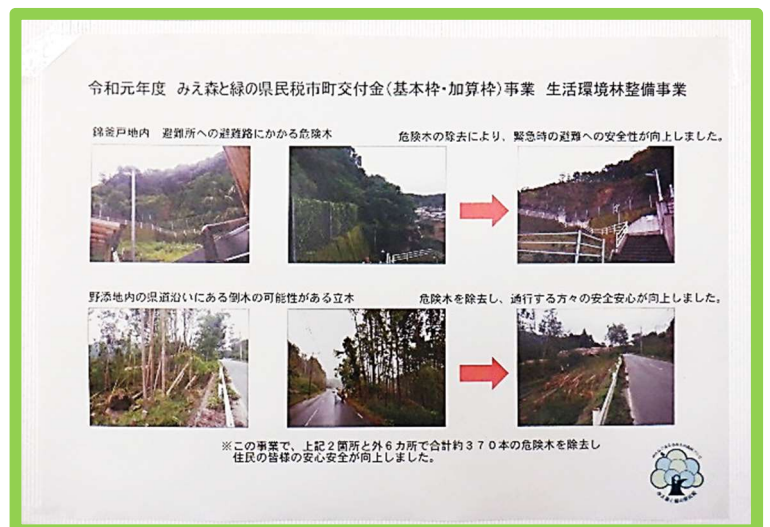 令和元年度　みえ森と緑の県民税市町交付金(基本枠・加算枠)事業　生活環境林整備事業
錦釜戸地内　避難所への避難路にかかる危険木
危険木の除去により、緊急時の避難への安全性が向上しました。
野添地内の県道沿いにある倒木の可能性がある立木
危険木を除去し、通行する方々の安全安心が向上しました。
※この事業で、上記２箇所と外６カ所で合計約３７０本の危険木を除去し
住民の皆様の安心安全が向上しました。